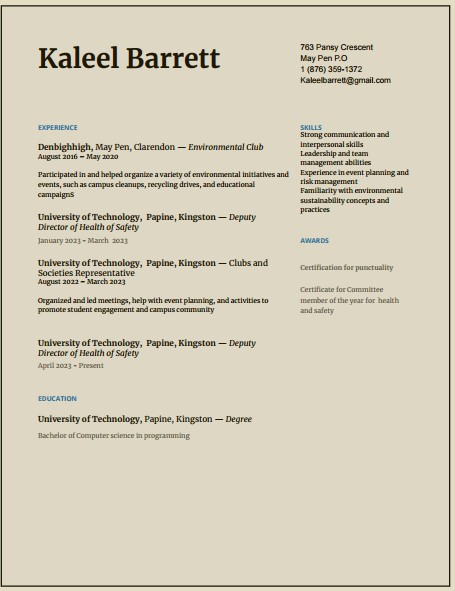 Kaleel Barrett
763 Pansy Crescent
May Pen P.O
1 (876) 359-1372
Kaleelbarrett@gmail.com
EXPERIENCE
Denbighhigh, May Pen, Clarendon — Environmental Club
August 2016 – May 2020
Participated in and helped organize a variety of environmental initiatives and
events, such as campus cleanups, recycling drives, and educational
campaignS
University of Technology, Papine, Kingston — Deputy
Director of Health of Safety
January 2023 – March 2023
University of Technology, Papine, Kingston — Clubs and
Societies Representative
August 2022 – March 2023
Organized and led meetings, help with event planning, and activities to
promote student engagement and campus community
University of Technology, Papine, Kingston — Deputy
Director of Health of Safety
April 2023 – Present
EDUCATION
University of Technology, Papine, Kingston — Degree
Bachelor of Computer science in programming
SKILLS
Strong communication and
interpersonal skills
Leadership and team
management abilities
Experience in event planning and
risk management
Familiarity with environmental
sustainability concepts and
practices
AWARDS
Certification for punctuality
Certificate for Committee
member of the year for health
and safety